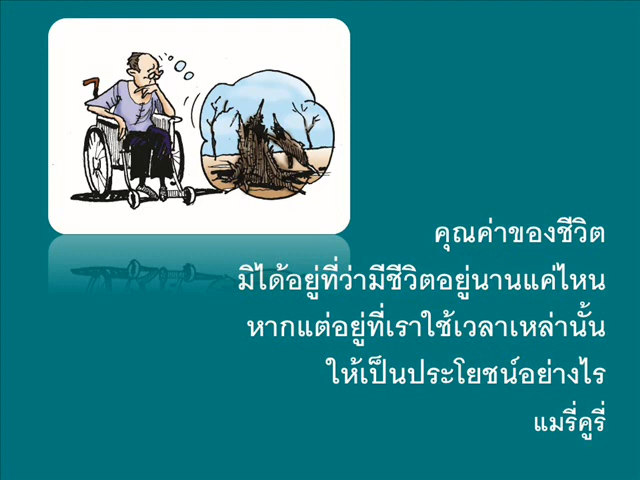 คุณค่าของชีวิต
มิได้อยู่ที่ว่ามีชีวิตอยู่นานแค่ไหน
หากแต่อยู่ที่เราใช้เวลาเหล่านั้น
ให้เป็นประโยชน์อย่างไร
แมรี่คูรี่